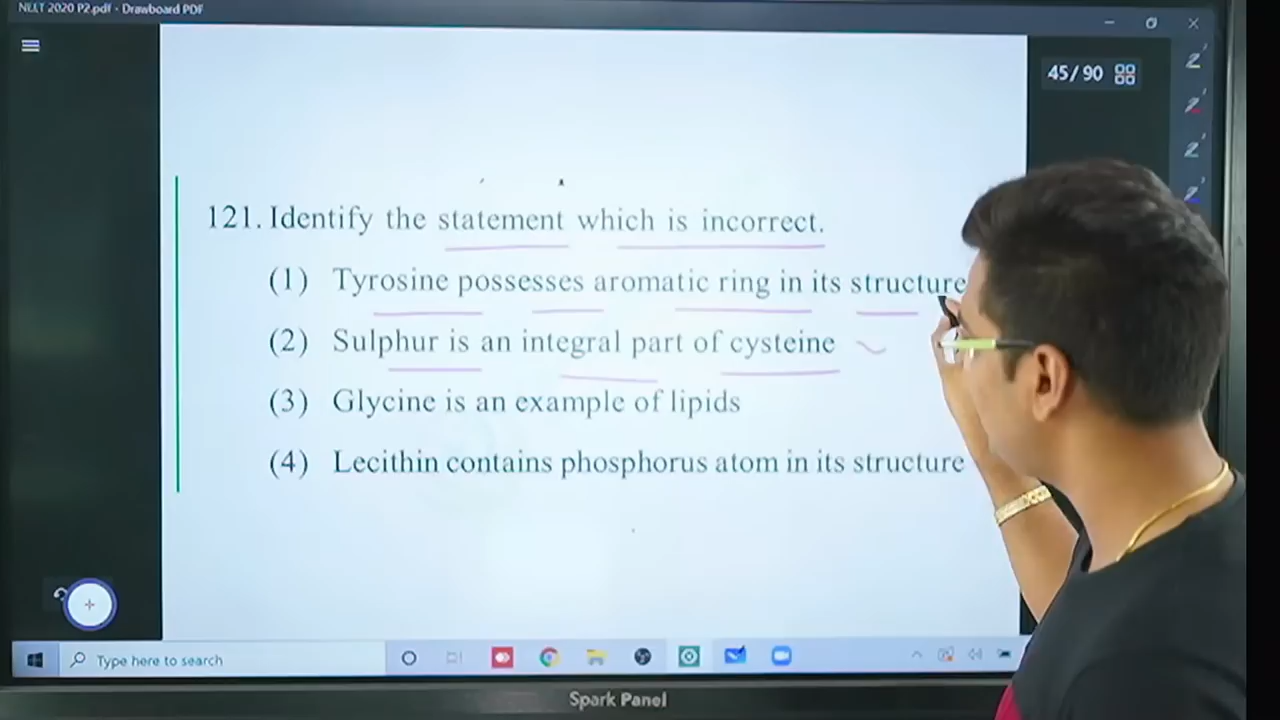 NEET 2020 P2.pdf - Drawboard PDF
45/90
121. Identify the statement which is incorrect.
(1) Tyrosine possesses aromatic ring in its structure
(2) Sulphur is an integral part of cysteine
(3) Glycine is an example of lipids
(4) Lecithin contains phosphorus atom in its structure
Type here to search
Spark Panel